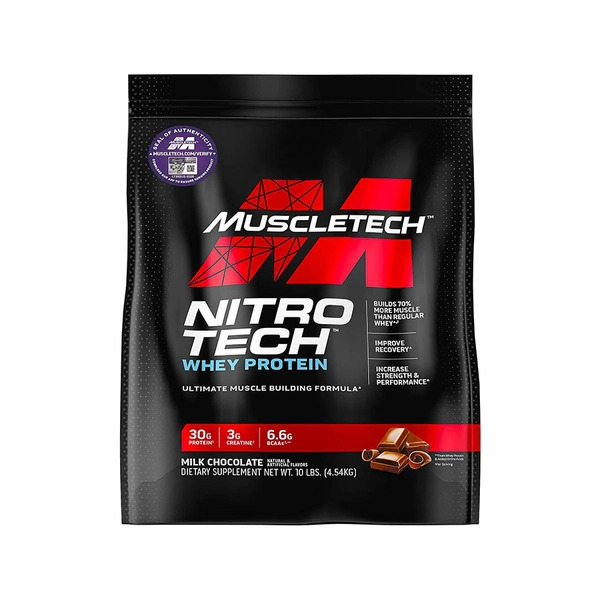 SEAL OF AUTHENTICITY
MUSCLETECH
MUSCLETECH.COM/VERIFY
MUSCLETECH™
NITRO
TECH™
WHEY PROTEIN
ULTIMATE MUSCLE BUILDING FORMULA^
BUILDS 70%
MORE MUSCLE
THAN REGULAR
WHEY
IMPROVE
RECOVERY^
INCREASE
STRENGTH &
PERFORMANCE^
30G
PROTEIN
3G
CREATINE
6.6G
BCAAs
MILK CHOCOLATE NATURAL & ARTIFICIAL FLAVORS
DIETARY SUPPLEMENT NET WT. 10 LBS. (4.54KG)